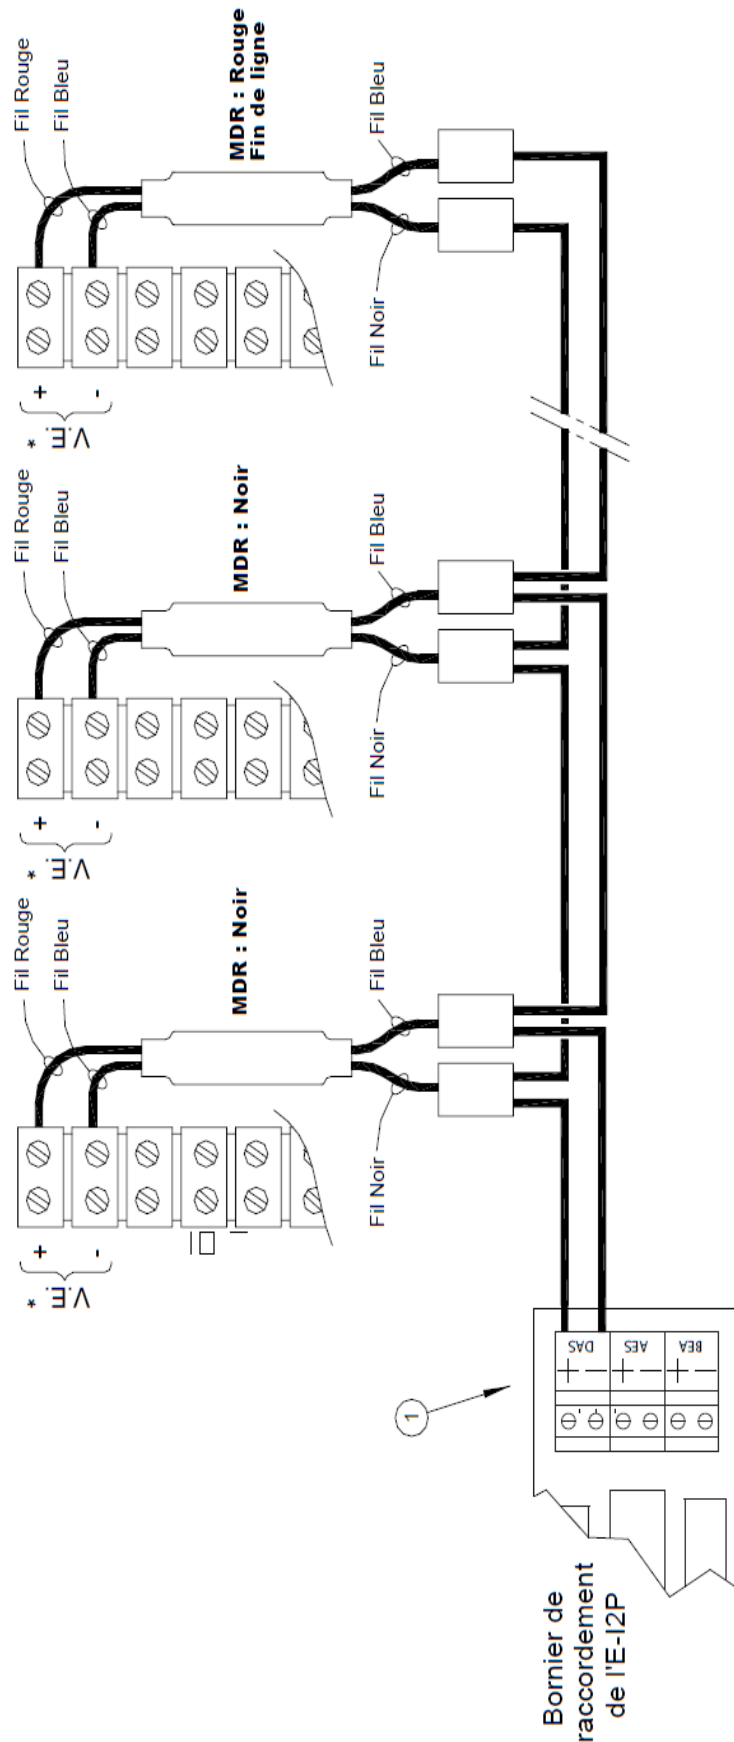 Fil Rouge
Fil Bleu
MDR : Noir
Fil Bleu
Fil Noir
+
-
V.E. *
Fil Rouge
Fil Bleu
MDR : Noir
Fil Bleu
Fil Noir
+
-
V.E. *
Fil Rouge
Fil Bleu
MDR : Rouge
Fin de ligne
Fil Bleu
Fil Noir
+
-
V.E. *
1
DAS
+ -
AES
+ -
BEA
+ -
Bornier de
raccordement
de l'E-I2P